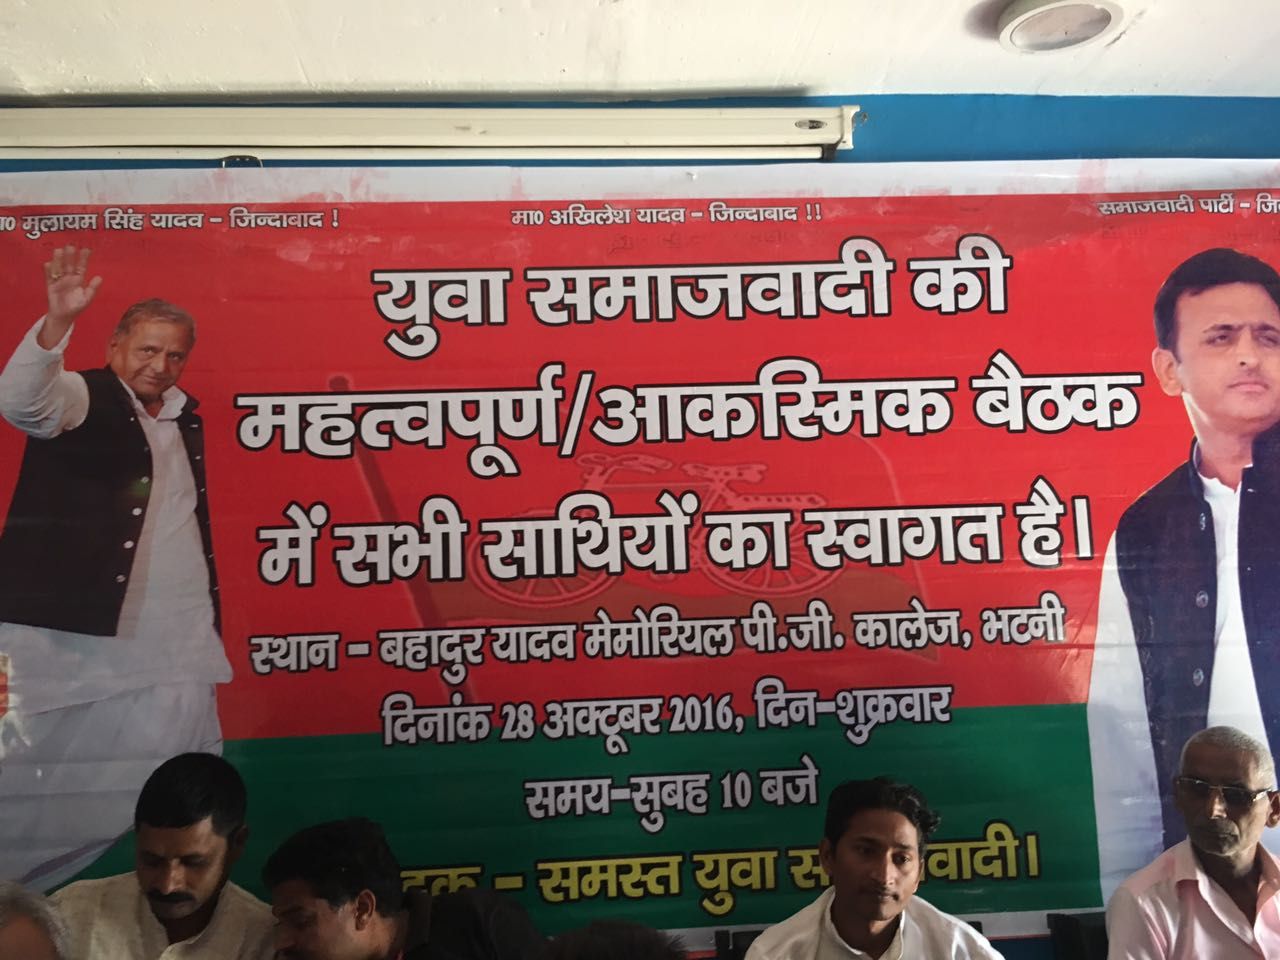 मुलायम सिंह यादव - जिन्दाबाद !
मा0 अखिलेश यादव - जिन्दाबाद !!
समाजवादी पार्टी -
युवा समाजवादी की
महत्वपूर्ण/आकस्मिक बैठक
में सभी साथियों का स्वागत है।
स्थान - बहादुर यादव मेमोरियल पी.जी. कालेज, भटनी
दिनांक 28 अक्टूबर 2016, दिन-शुक्रवार
समय-सुबह 10 बजे
- समस्त युवा